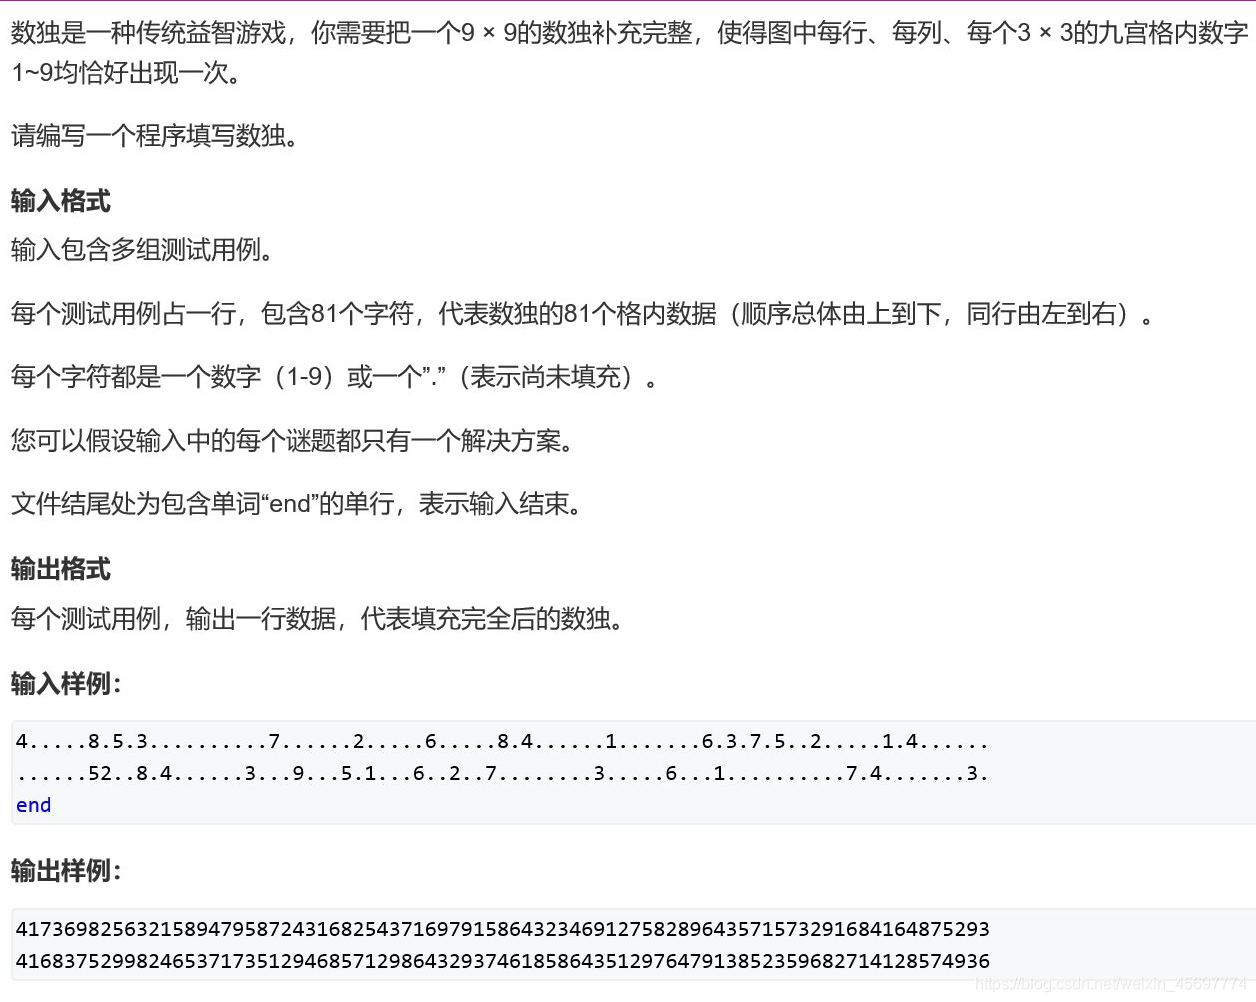 数独是一种传统益智游戏，你需要把一个9 × 9的数独补充完整，使得图中每行、每列、每个3 × 3的九宫格内数字
1~9均恰好出现一次。
请编写一个程序填写数独。
输入格式
输入包含多组测试用例。
每个测试用例占一行，包含81个字符，代表数独的81个格内数据（顺序总体由上到下，同行由左到右）。
每个字符都是一个数字（1-9）或一个”.”（表示尚未填充）。
您可以假设输入中的每个谜题都只有一个解决方案。
文件结尾处为包含单词“end”的单行，表示输入结束。
输出格式
每个测试用例，输出一行数据，代表填充完全后的数独。
输入样例：
4.....8.5.3..........7......2.....6.....8.4......1.......6.3.7.5..2.....1.4......
......52..8.4......3...9...5.1...6..2..7........3.....6...1..........7.4.......3.
end
输出样例：
417369825632158947958724316825437169791586432346912758289643571573291684164875293
416837529982465371735129468571298643293746185864351297647913852359682714128574936
https://blog.csdn.net/weixin_45697774